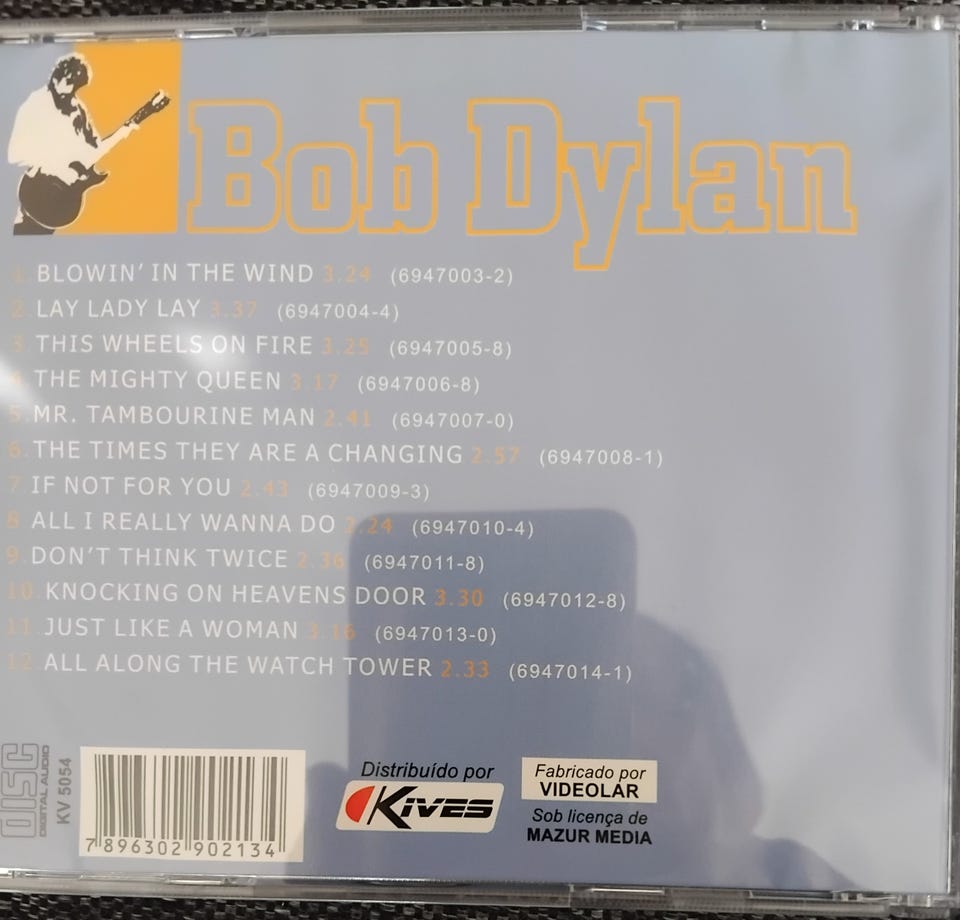 Bob Dylan
1. BLOWIN' IN THE WIND 3.24 (6947003-2)
2. LAY LADY LAY 3.37 (6947004-4)
3. THIS WHEELS ON FIRE 3.25 (6947005-8)
4. THE MIGHTY QUEEN 3.17 (6947006-8)
5. MR. TAMBOURINE MAN 2.41 (6947007-0)
6. THE TIMES THEY ARE A CHANGING 2.57 (6947008-1)
7. IF NOT FOR YOU 2.43 (6947009-3)
8. ALL I REALLY WANNA DO 2.24 (6947010-4)
9. DON'T THINK TWICE 2.36 (6947011-8)
10. KNOCKING ON HEAVENS DOOR 3.30 (6947012-8)
11. JUST LIKE A WOMAN 3.16 (6947013-0)
12. ALL ALONG THE WATCH TOWER 2.33 (6947014-1)
DISC
DIGITAL AUDIO
KV 5054
7 896302 902134
Distribuído por
KIVES
Fabricado por
VIDEOLAR
Sob licença de
MAZUR MEDIA